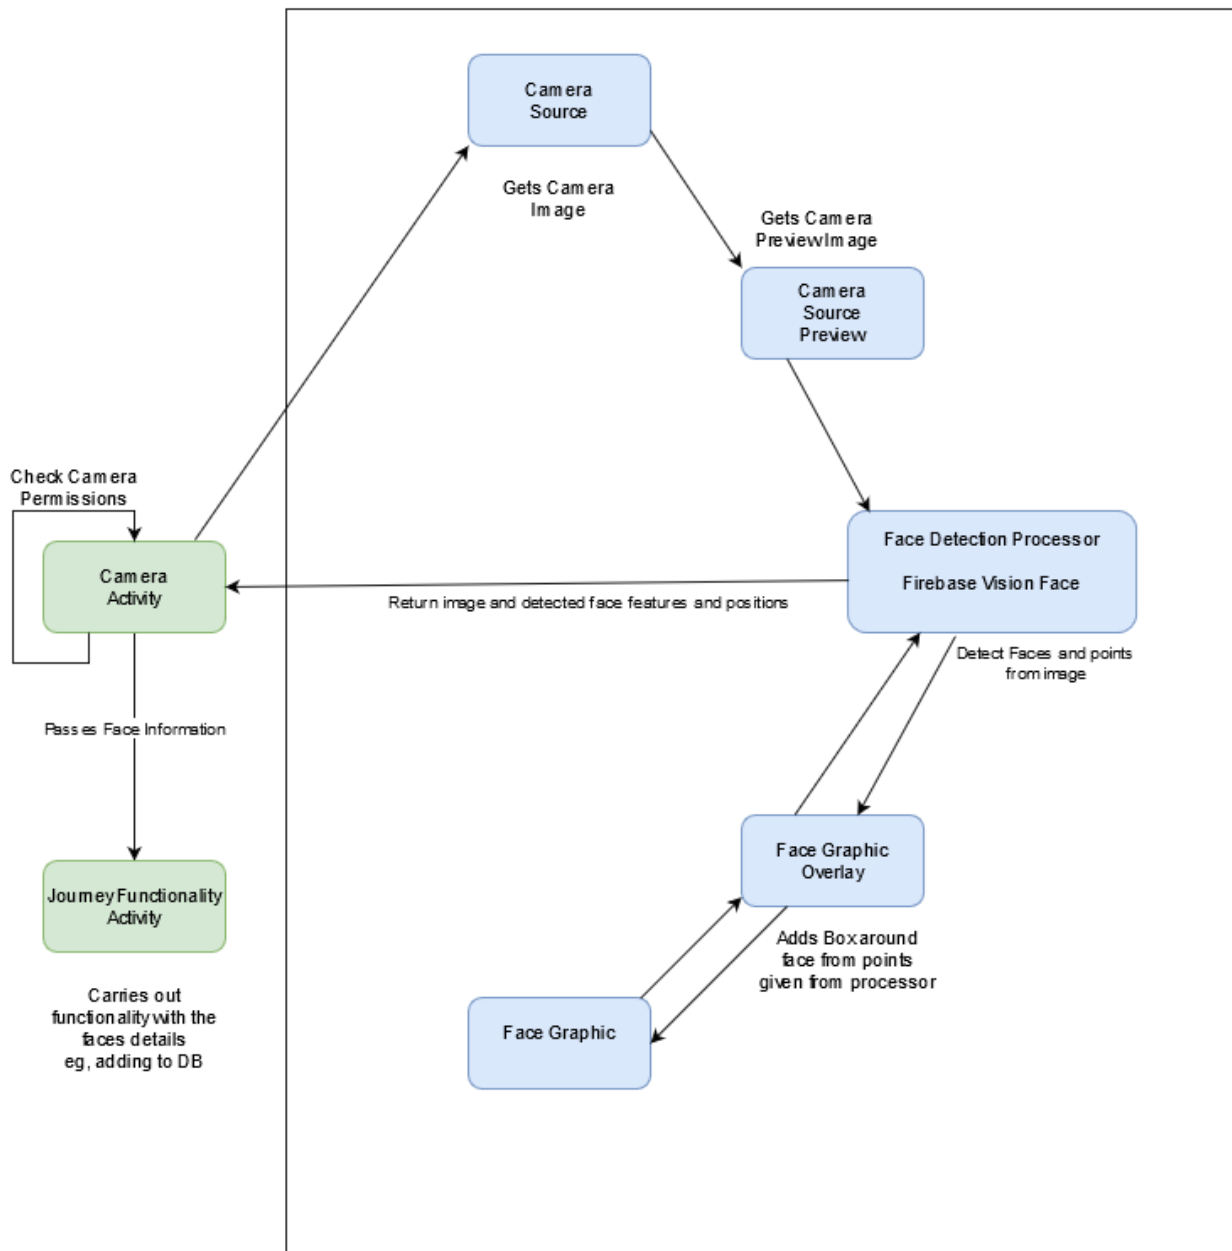 Camera
Source
Gets Camera
Image
Gets Camera
Preview Image
Camera
Source
Preview
Check Camera
Permissions
Camera
Activity
Face Detection Processor
Firebase Vision Face
Return image and detected face features and positions
Detect Faces and points
from image
Passes Face Information
Face Graphic
Overlay
Journey Functionality
Activity
Adds Box around
face from points
given from processor
Carries out
functionality with the
faces details
eg, adding to DB
Face Graphic